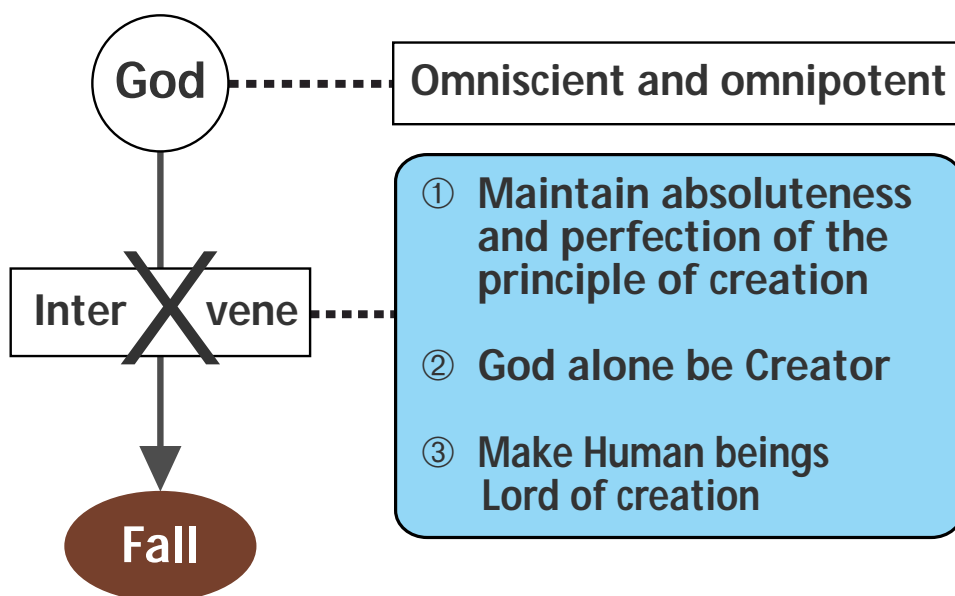 God
Omniscient and omnipotent
① Maintain absoluteness
and perfection of the
principle of creation
Inter X vene
② God alone be Creator
③ Make Human beings
Lord of creation
Fall